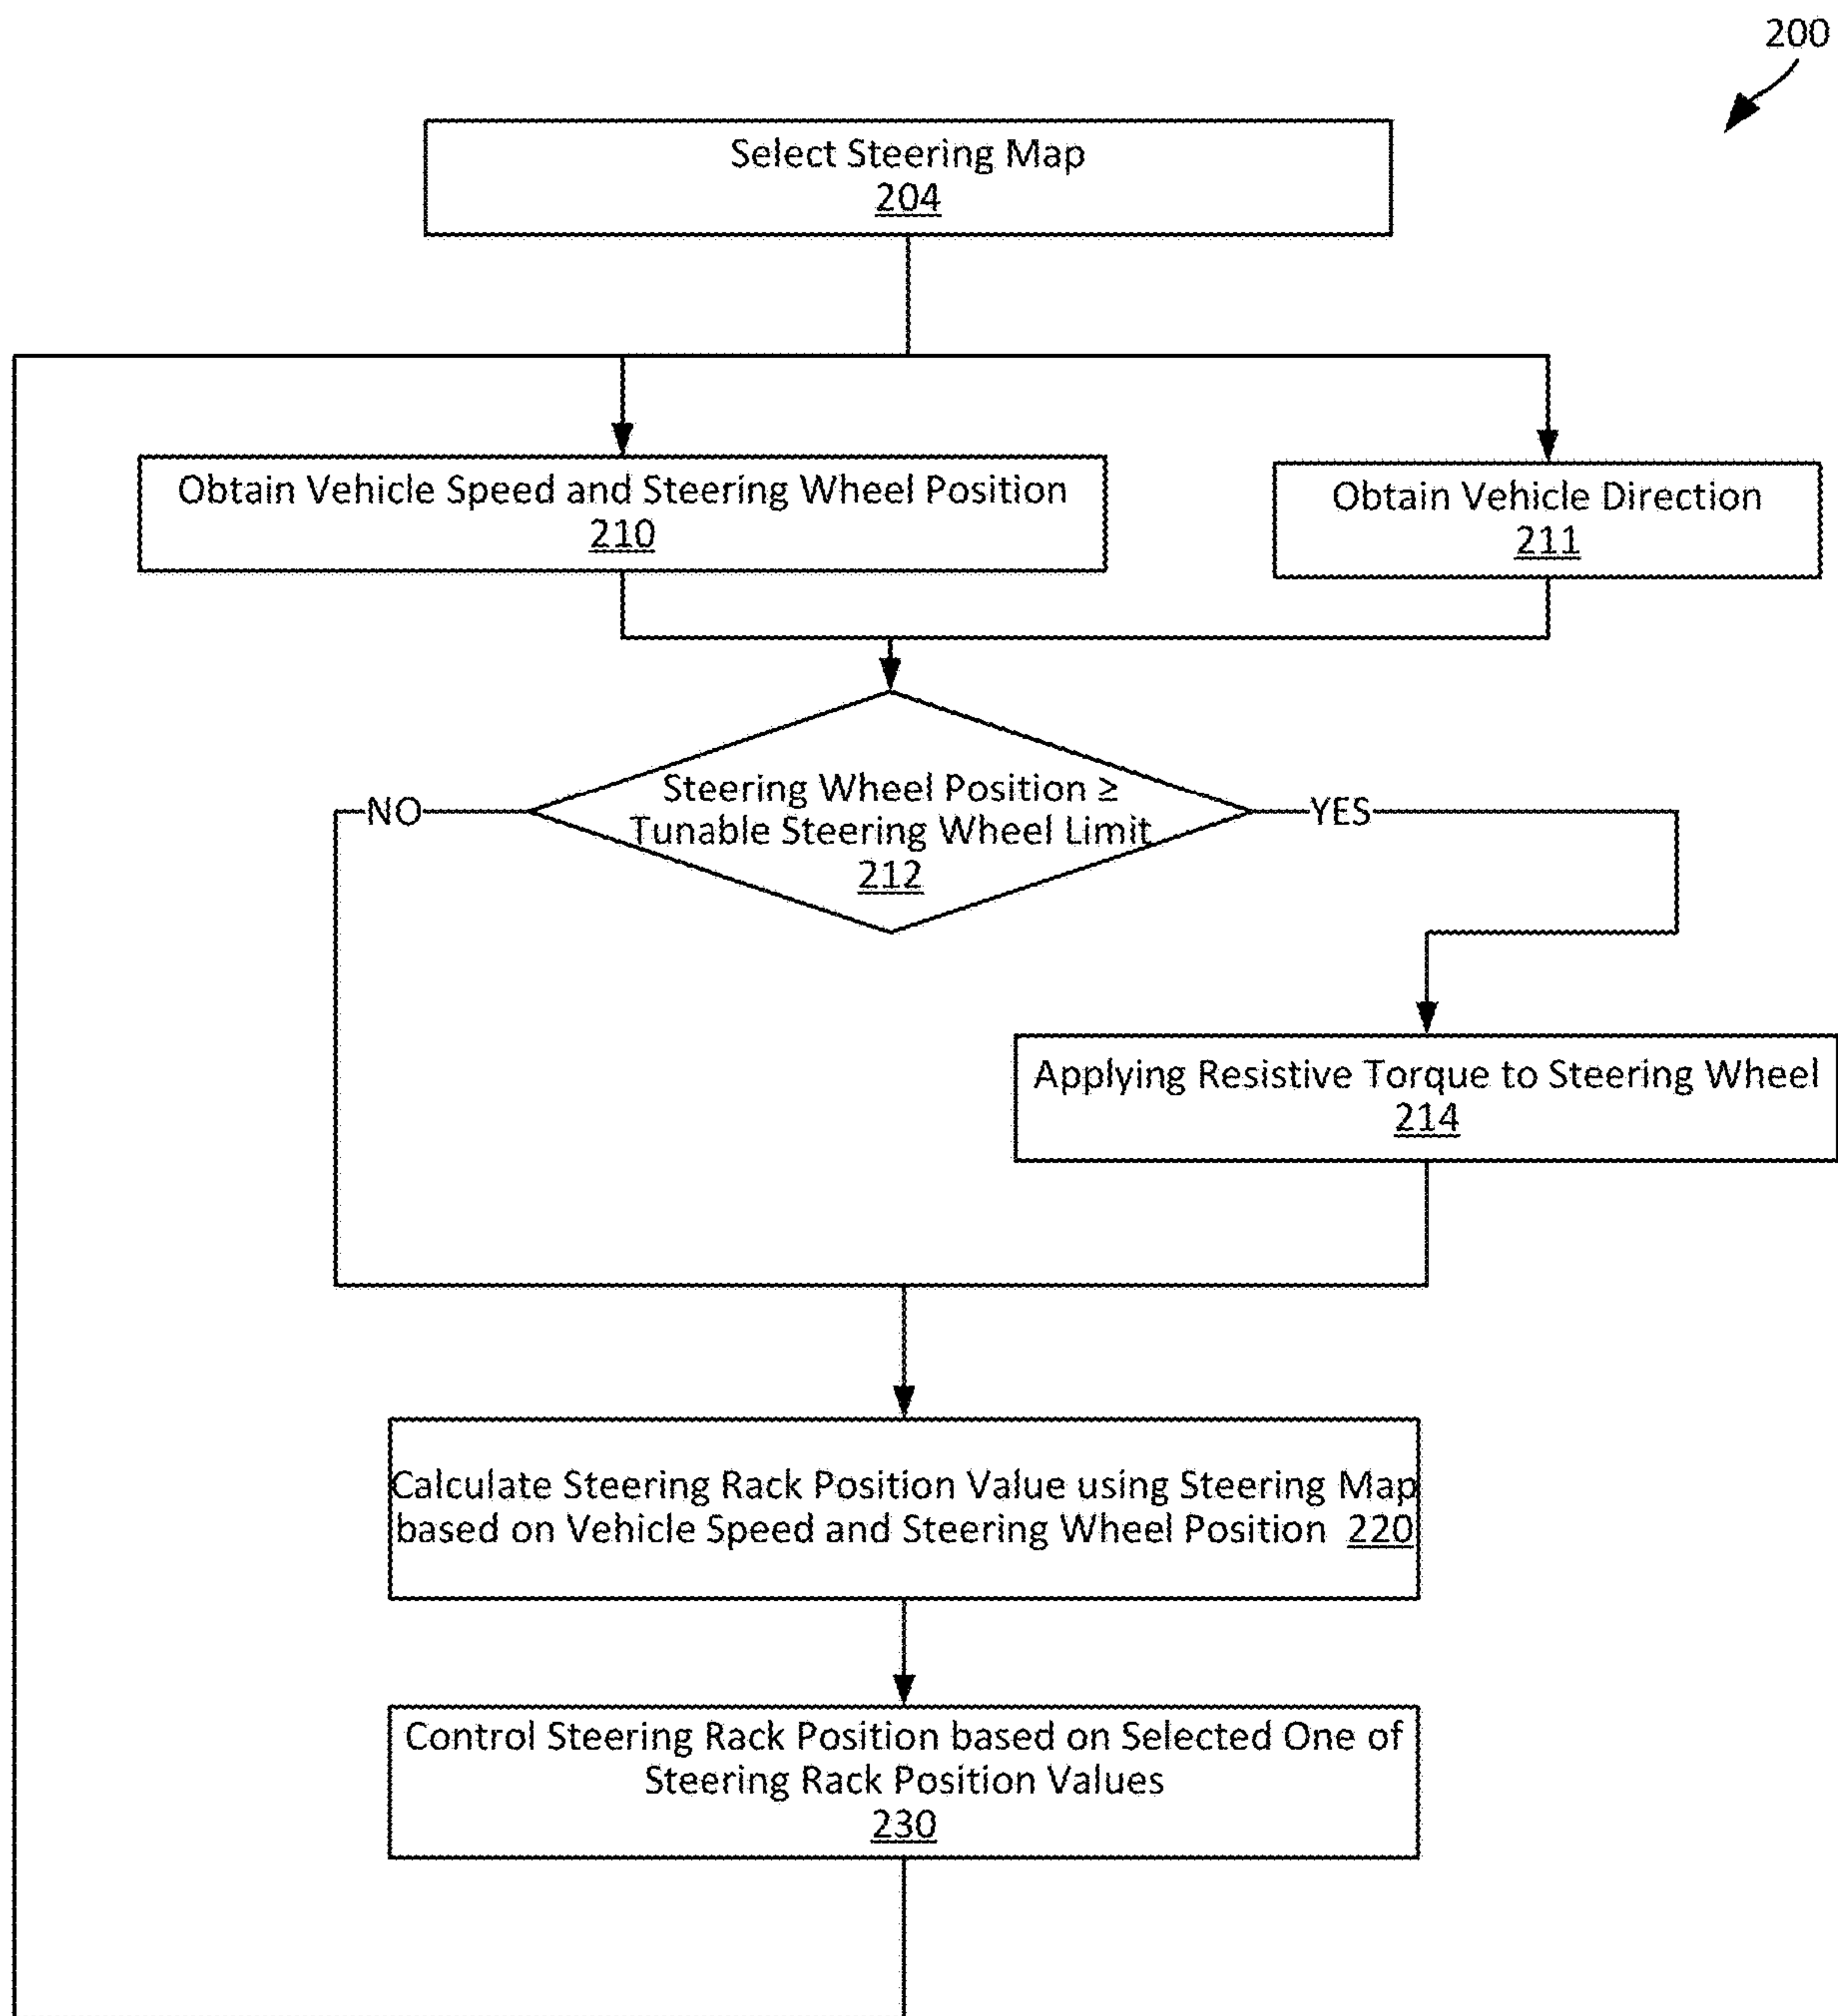 200
Select Steering Map
204
Obtain Vehicle Speed and Steering Wheel Position
210
Obtain Vehicle Direction
211
Steering Wheel Position ≥
Tunable Steering Wheel Limit
212
NO
YES
Applying Resistive Torque to Steering Wheel
214
Calculate Steering Rack Position Value using Steering Map
based on Vehicle Speed and Steering Wheel Position 220
Control Steering Rack Position based on Selected One of
Steering Rack Position Values
230